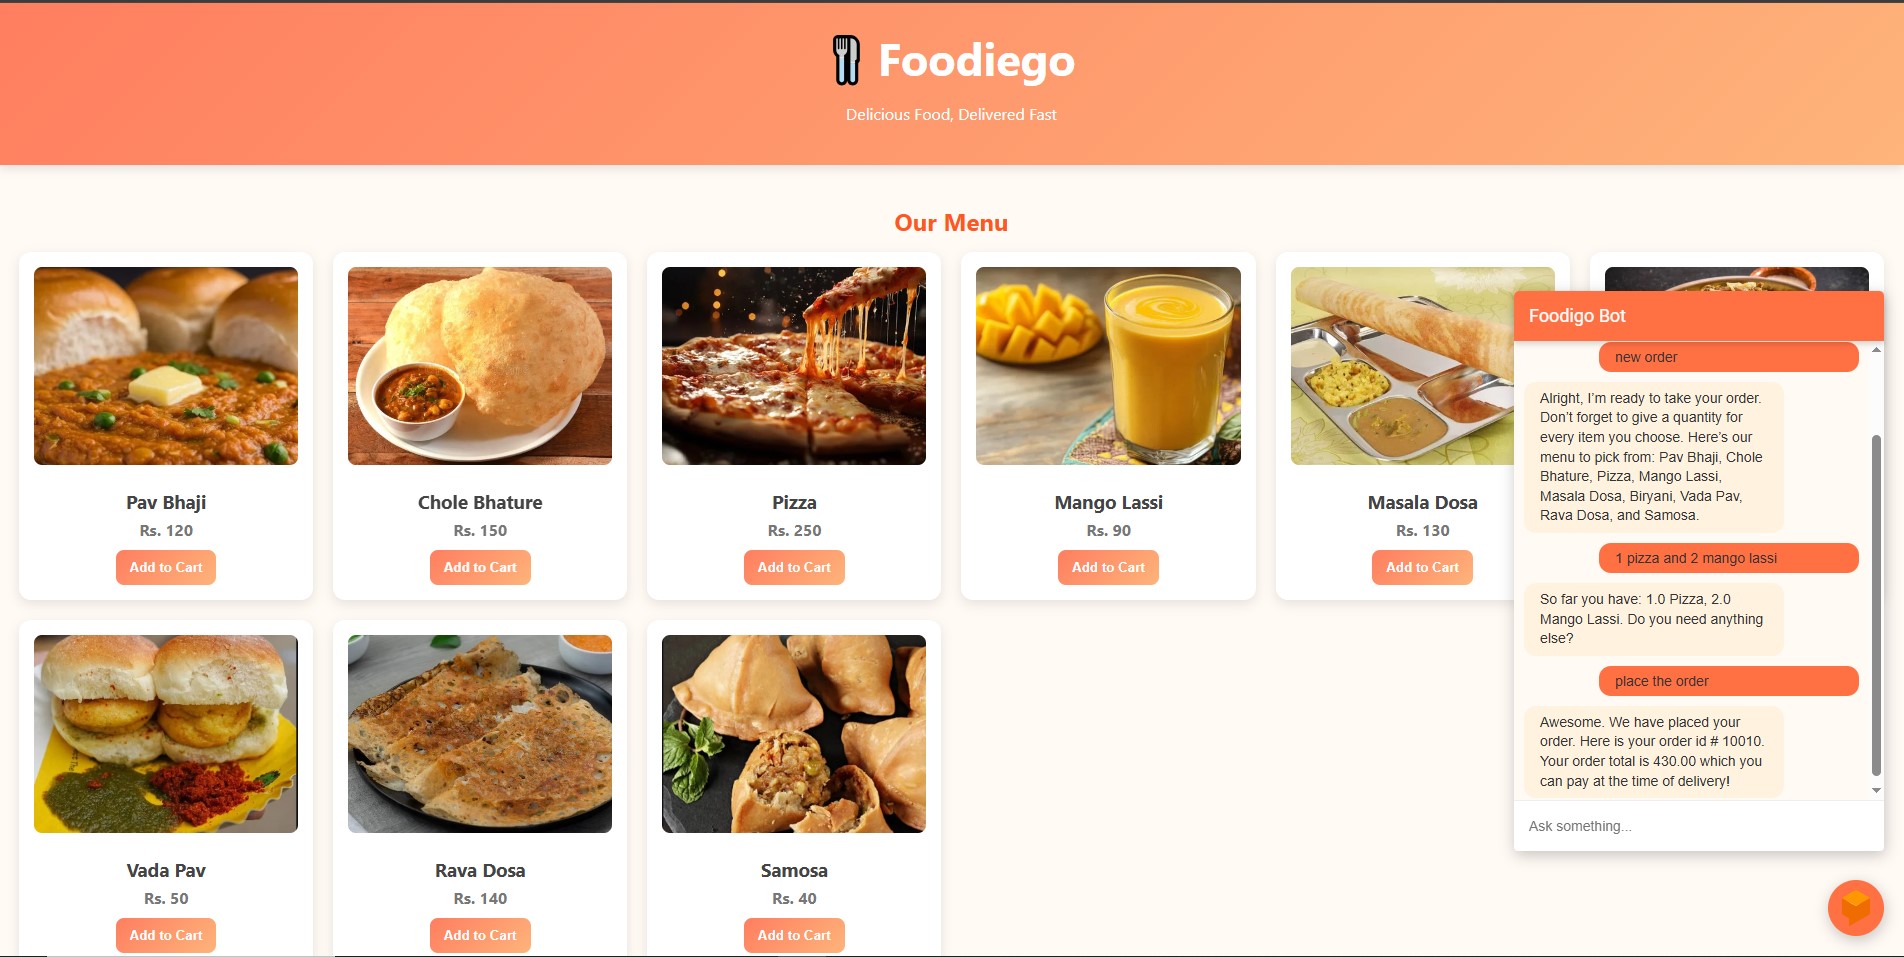 Foodiego
Delicious Food, Delivered Fast
Our Menu
Pav Bhaji
Rs. 120
Add to Cart
Chole Bhature
Rs. 150
Add to Cart
Pizza
Rs. 250
Add to Cart
Mango Lassi
Rs. 90
Add to Cart
Masala Dosa
Rs. 130
Add to Cart
Vada Pav
Rs. 50
Add to Cart
Rava Dosa
Rs. 140
Add to Cart
Samosa
Rs. 40
Add to Cart
Foodigo Bot
new order
Alright, I’m ready to take your order.
Don’t forget to give a quantity for
every item you choose. Here’s our
menu to pick from: Pav Bhaji, Chole
Bhature, Pizza, Mango Lassi,
Masala Dosa, Biryani, Vada Pav,
Rava Dosa, and Samosa.
1 pizza and 2 mango lassi
So far you have: 1.0 Pizza, 2.0
Mango Lassi. Do you need anything
else?
place the order
Awesome. We have placed your
order. Here is your order id # 10010.
Your order total is 430.00 which you
can pay at the time of delivery!
Ask something...